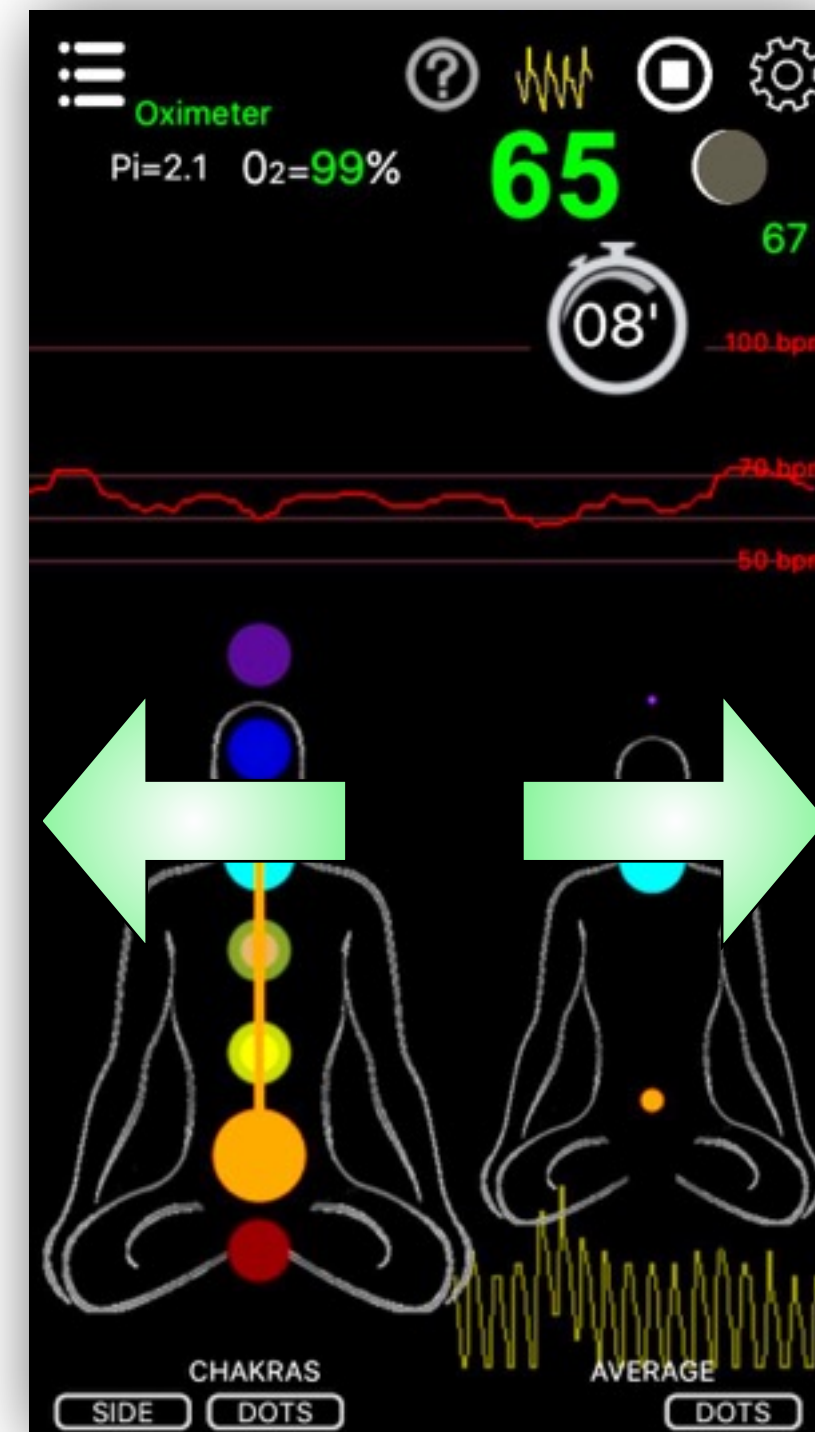 Oximeter
Pi=2.1 O2=99% 65
67
08'
100 bpm
70 bpm
50 bpm
CHAKRAS AVERAGE
SIDE DOTS DOTS